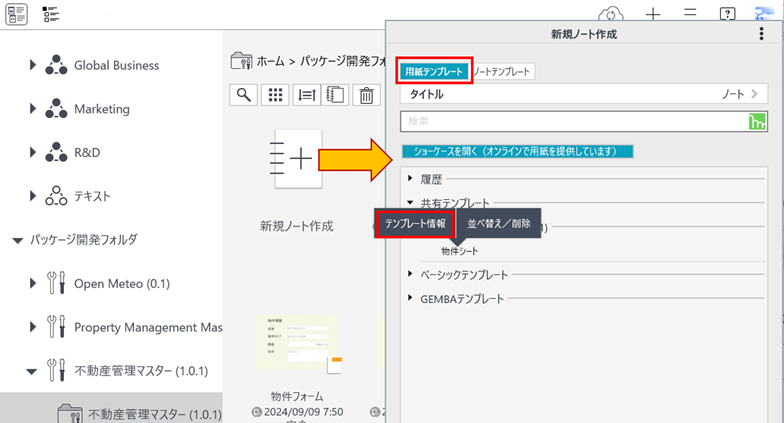 新規ノート作成
Global Business
Marketing
R&D
テキスト
パッケージ開発フォルダ
Open Meteo (0.1)
Property Management Mas
不動産管理マスター (1.0.1)
不動産管理マスター (1.0.1)
ホーム > パッケージ開発フォ
新規ノート作成
物件フォーム
2024/09/09 7:50
用紙テンプレート
ノートテンプレート
タイトル
ノート
検索
ショーケースを開く（オンラインで用紙を提供しています）
履歴
共有テンプレート
テンプレート情報
並べ替え／削除
物件シート
ベーシックテンプレート
GEMBAテンプレート